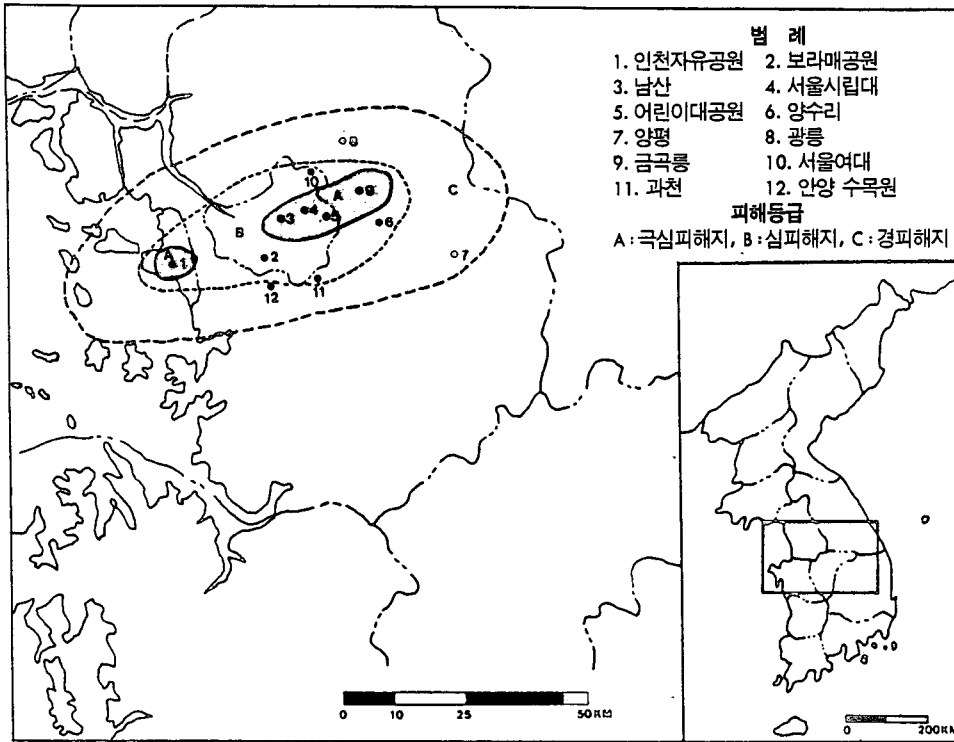 범 례
1. 인천자유공원 2. 보라매공원
3. 남산 4. 서울시립대
5. 어린이대공원 6. 양수리
7. 양평 8. 광릉
9. 금곡릉 10. 서울여대
11. 과천 12. 안양 수목원
피해등급
A : 극심피해지, B : 심피해지, C : 경피해지
8
10
A 9 C
3 4 5
B 6
A 1 2 7
12 11
0 10 25 50KM
0 200KM